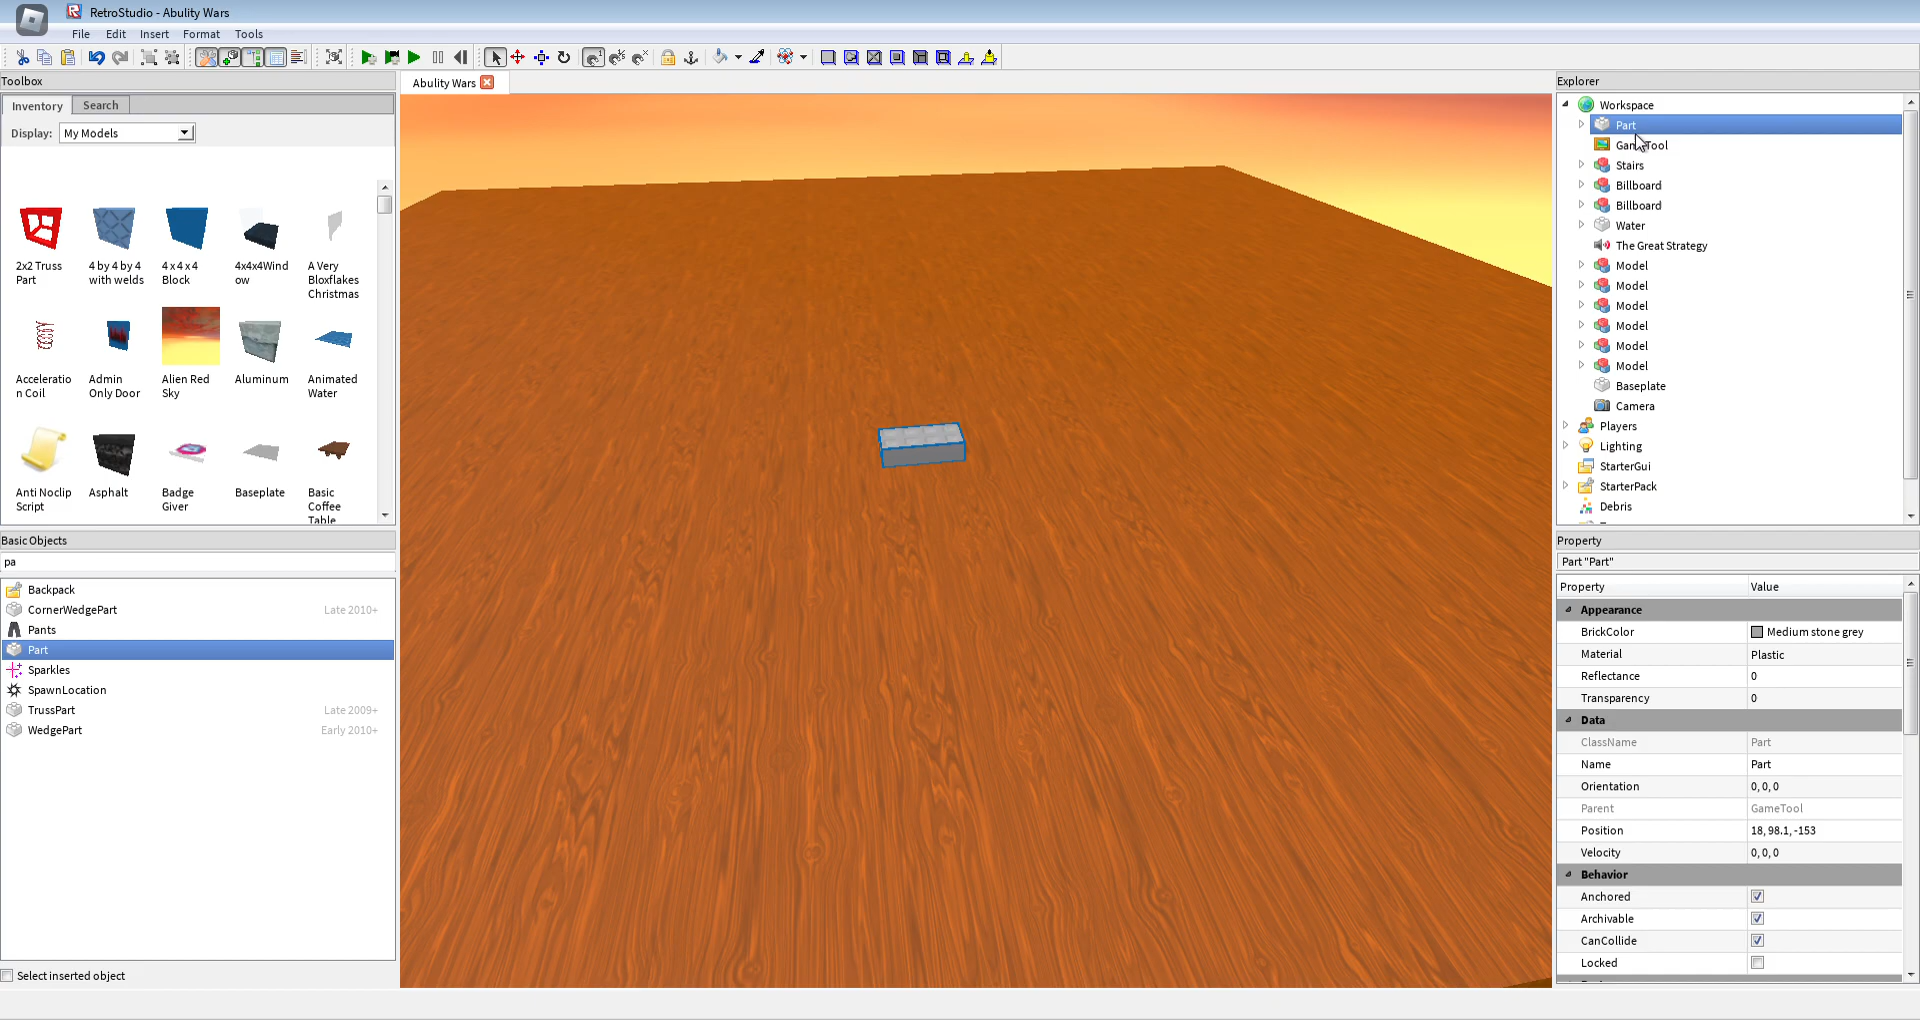 RetroStudio - Abulity Wars
File Edit Insert Format Tools
Toolbox
Inventory Search
Display: My Models
2x2 Truss
Part
4 by 4 by 4
with welds
4 x 4 x 4
Block
4x4x4Wind
ow
A Very
Bloxflakes
Christmas
Acceleratio
n Coil
Admin
Only Door
Alien Red
Sky
Aluminum
Animated
Water
Anti Noclip
Script
Asphalt
Badge
Giver
Baseplate
Basic
Coffee
Table
Basic Objects
pa
Backpack
CornerWedgePart Late 2010+
Pants
Part
Sparkles
SpawnLocation
TrussPart Late 2009+
WedgePart Early 2010+
Select inserted object
Abulity Wars
Explorer
Workspace
Part
GameTool
Stairs
Billboard
Billboard
Water
The Great Strategy
Model
Model
Model
Model
Model
Model
Baseplate
Camera
Players
Lighting
StarterGui
StarterPack
Debris
Property
Part "Part"
Property Value
Appearance
BrickColor Medium stone grey
Material Plastic
Reflectance 0
Transparency 0
Data
ClassName Part
Name Part
Orientation 0, 0, 0
Parent GameTool
Position 18, 98.1, -153
Velocity 0, 0, 0
Behavior
Anchored
Archivable
CanCollide
Locked